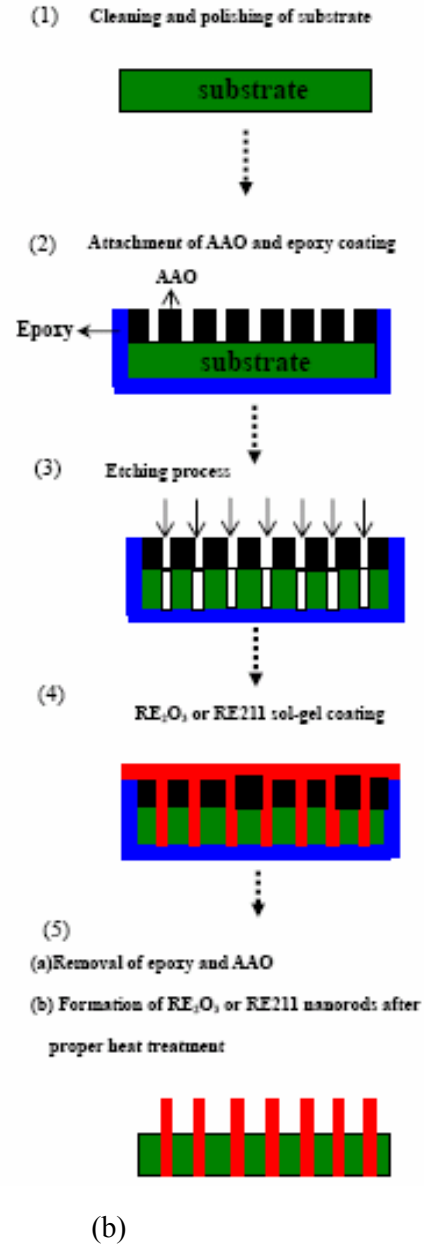 (1) Cleaning and polishing of substrate
substrate
(2) Attachment of AAO and epoxy coating
AAO
Epoxy
substrate
(3) Etching process
(4) RE₂O₃ or RE211 sol-gel coating
(5)
(a)Removal of epoxy and AAO
(b) Formation of RE₂O₃ or RE211 nanorods after
proper heat treatment
(b)